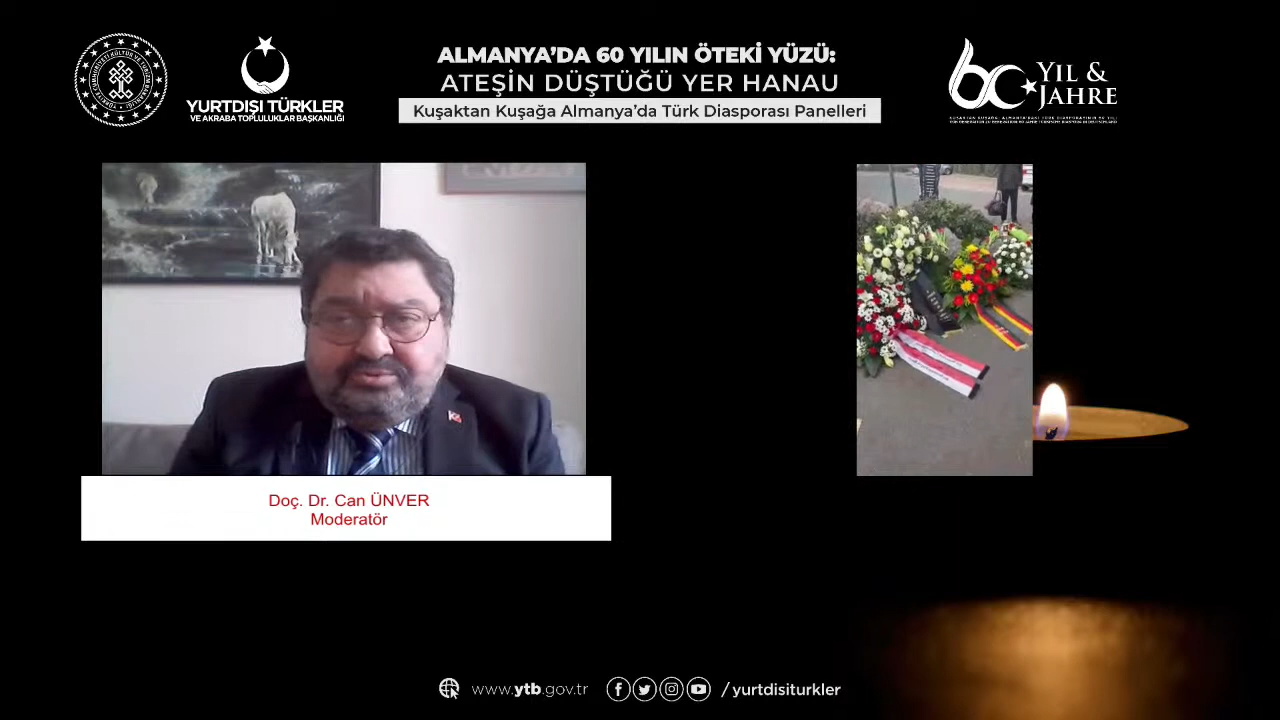 ALMANYA'DA 60 YILIN ÖTEKİ YÜZÜ:
ATEŞİN DÜŞTÜĞÜ YER HANAU
Kuşaktan Kuşağa Almanya'da Türk Diasporası Panelleri
YURTDIŞI TÜRKLER
VE AKRABA TOPLULUKLAR BAŞKANLIĞI
60 YIL &
JAHRE
Doç. Dr. Can ÜNVER
Moderatör
www.ytb.gov.tr
/yurtdisiturkler